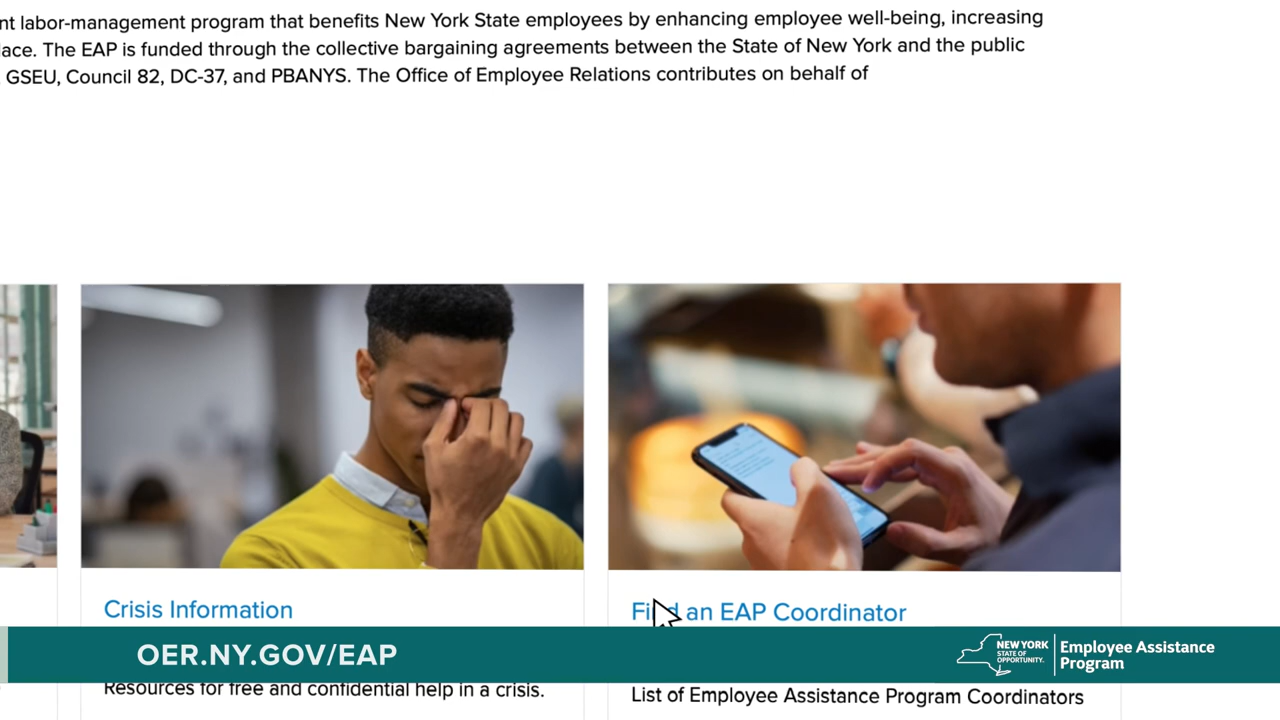 nt labor-management program that benefits New York State employees by enhancing employee well-being, increasing
lace. The EAP is funded through the collective bargaining agreements between the State of New York and the public
GSEU, Council 82, DC-37, and PBANYS. The Office of Employee Relations contributes on behalf of
Crisis Information
Find an EAP Coordinator
OER.NY.GOV/EAP
NEW YORK
STATE OF
OPPORTUNITY.
Employee Assistance
Program
Resources for free and confidential help in a crisis.
List of Employee Assistance Program Coordinators